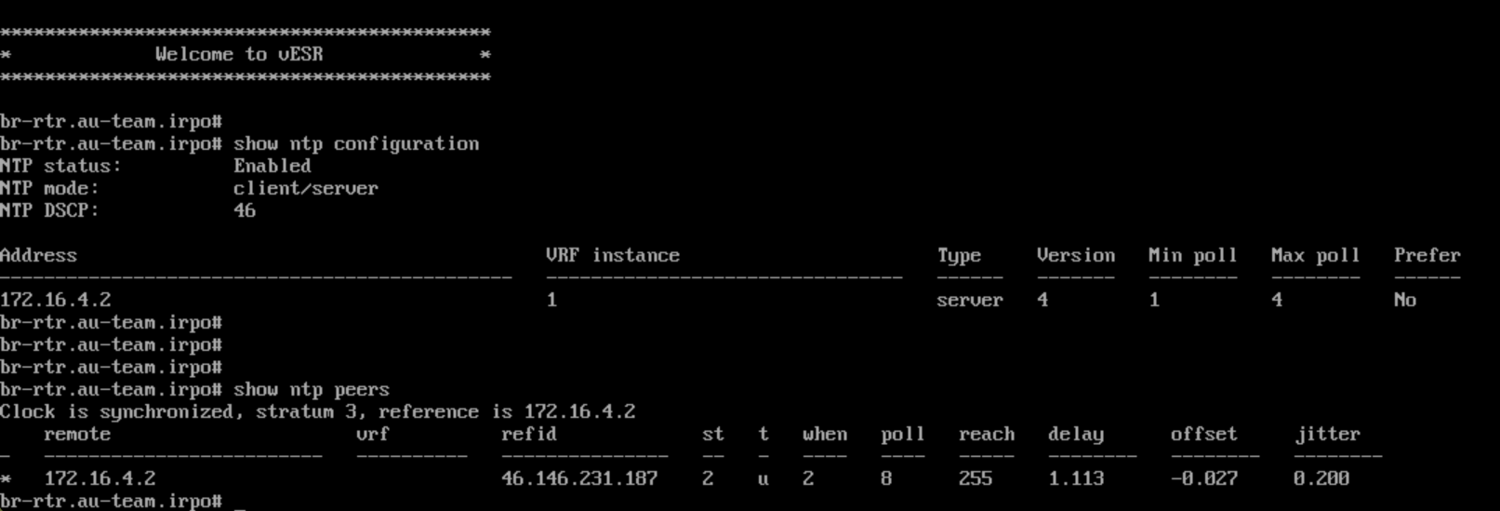 ********************************************
*             Welcome to vESR              *
********************************************
br-rtr.au-team.irpo#
br-rtr.au-team.irpo# show ntp configuration
NTP status:          Enabled
NTP mode:            client/server
NTP DSCP:            46
Address                                          VRF instance                       Type     Version   Min poll   Max poll   Prefer
----------------------------------------------   --------------------------------   ------   -------   --------   --------   ------
172.16.4.2                                       1                                  server   4         1          4          No
br-rtr.au-team.irpo#
br-rtr.au-team.irpo#
br-rtr.au-team.irpo#
br-rtr.au-team.irpo# show ntp peers
Clock is synchronized, stratum 3, reference is 172.16.4.2
    remote                      vrf          refid             st   t   when   poll   reach   delay      offset     jitter
-   -------------------------   ----------   ---------------   --   -   ----   ----   -----   --------   --------   --------
*   172.16.4.2                               46.146.231.187    2    u   2      8      255     1.113      -0.027     0.200
br-rtr.au-team.irpo# _